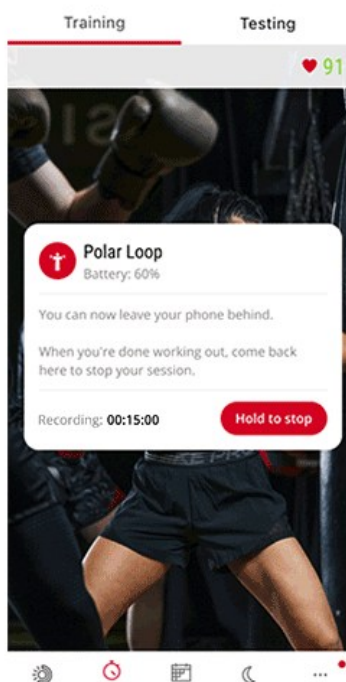 Training
Testing
91
Polar Loop
Battery: 60%
You can now leave your phone behind.
When you're done working out, come back
here to stop your session.
Recording: 00:15:00
Hold to stop